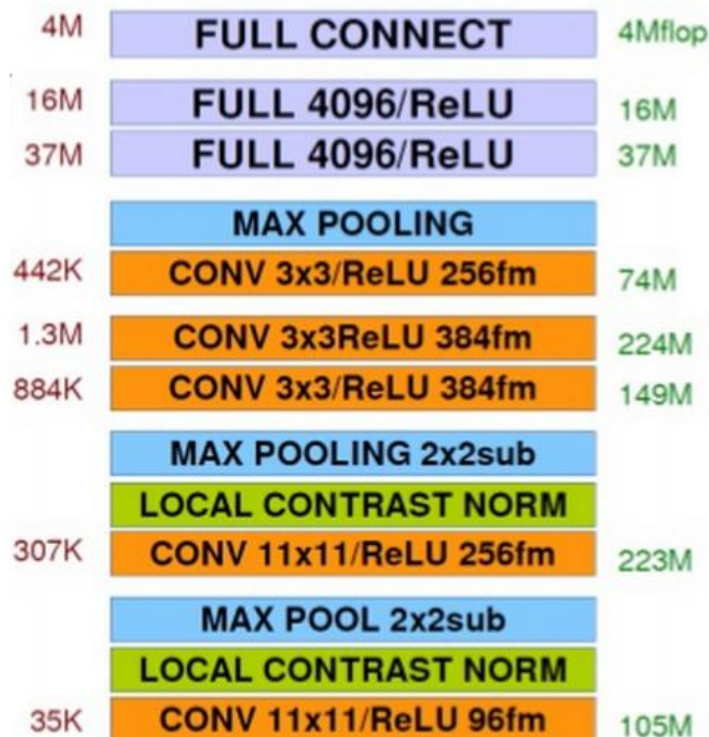 4M FULL CONNECT 4Mflop
16M FULL 4096/ReLU 16M
37M FULL 4096/ReLU 37M
MAX POOLING
442K CONV 3x3/ReLU 256fm 74M
1.3M CONV 3x3ReLU 384fm 224M
884K CONV 3x3/ReLU 384fm 149M
MAX POOLING 2x2sub
LOCAL CONTRAST NORM
307K CONV 11x11/ReLU 256fm 223M
MAX POOL 2x2sub
LOCAL CONTRAST NORM
35K CONV 11x11/ReLU 96fm 105M